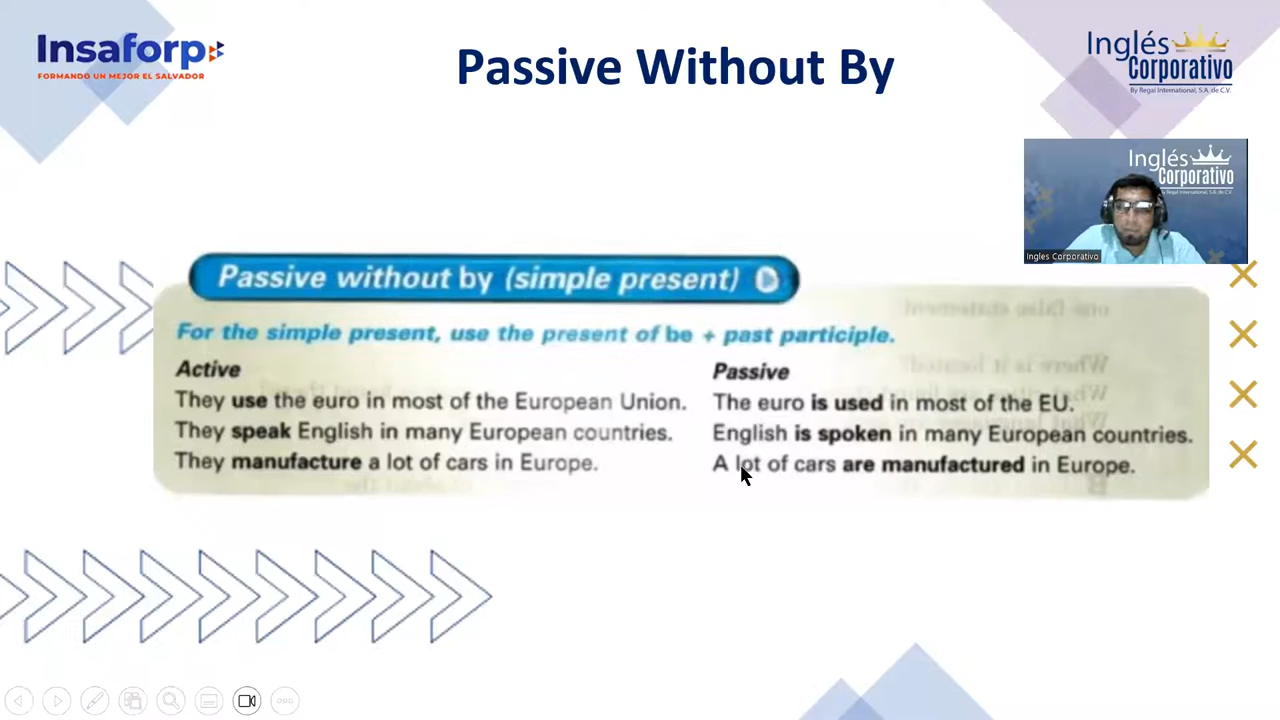 Insaforp
FORMANDO UN MEJOR EL SALVADOR
Passive Without By
Inglés
Corporativo
By Regal International, S.A. de C.V.
Inglés
Corporativo
By Regal International, S.A. de C.V.
Ingles Corporativo
Passive without by (simple present)
For the simple present, use the present of be + past participle.
Active
They use the euro in most of the European Union.
They speak English in many European countries.
They manufacture a lot of cars in Europe.
Passive
The euro is used in most of the EU.
English is spoken in many European countries.
A lot of cars are manufactured in Europe.